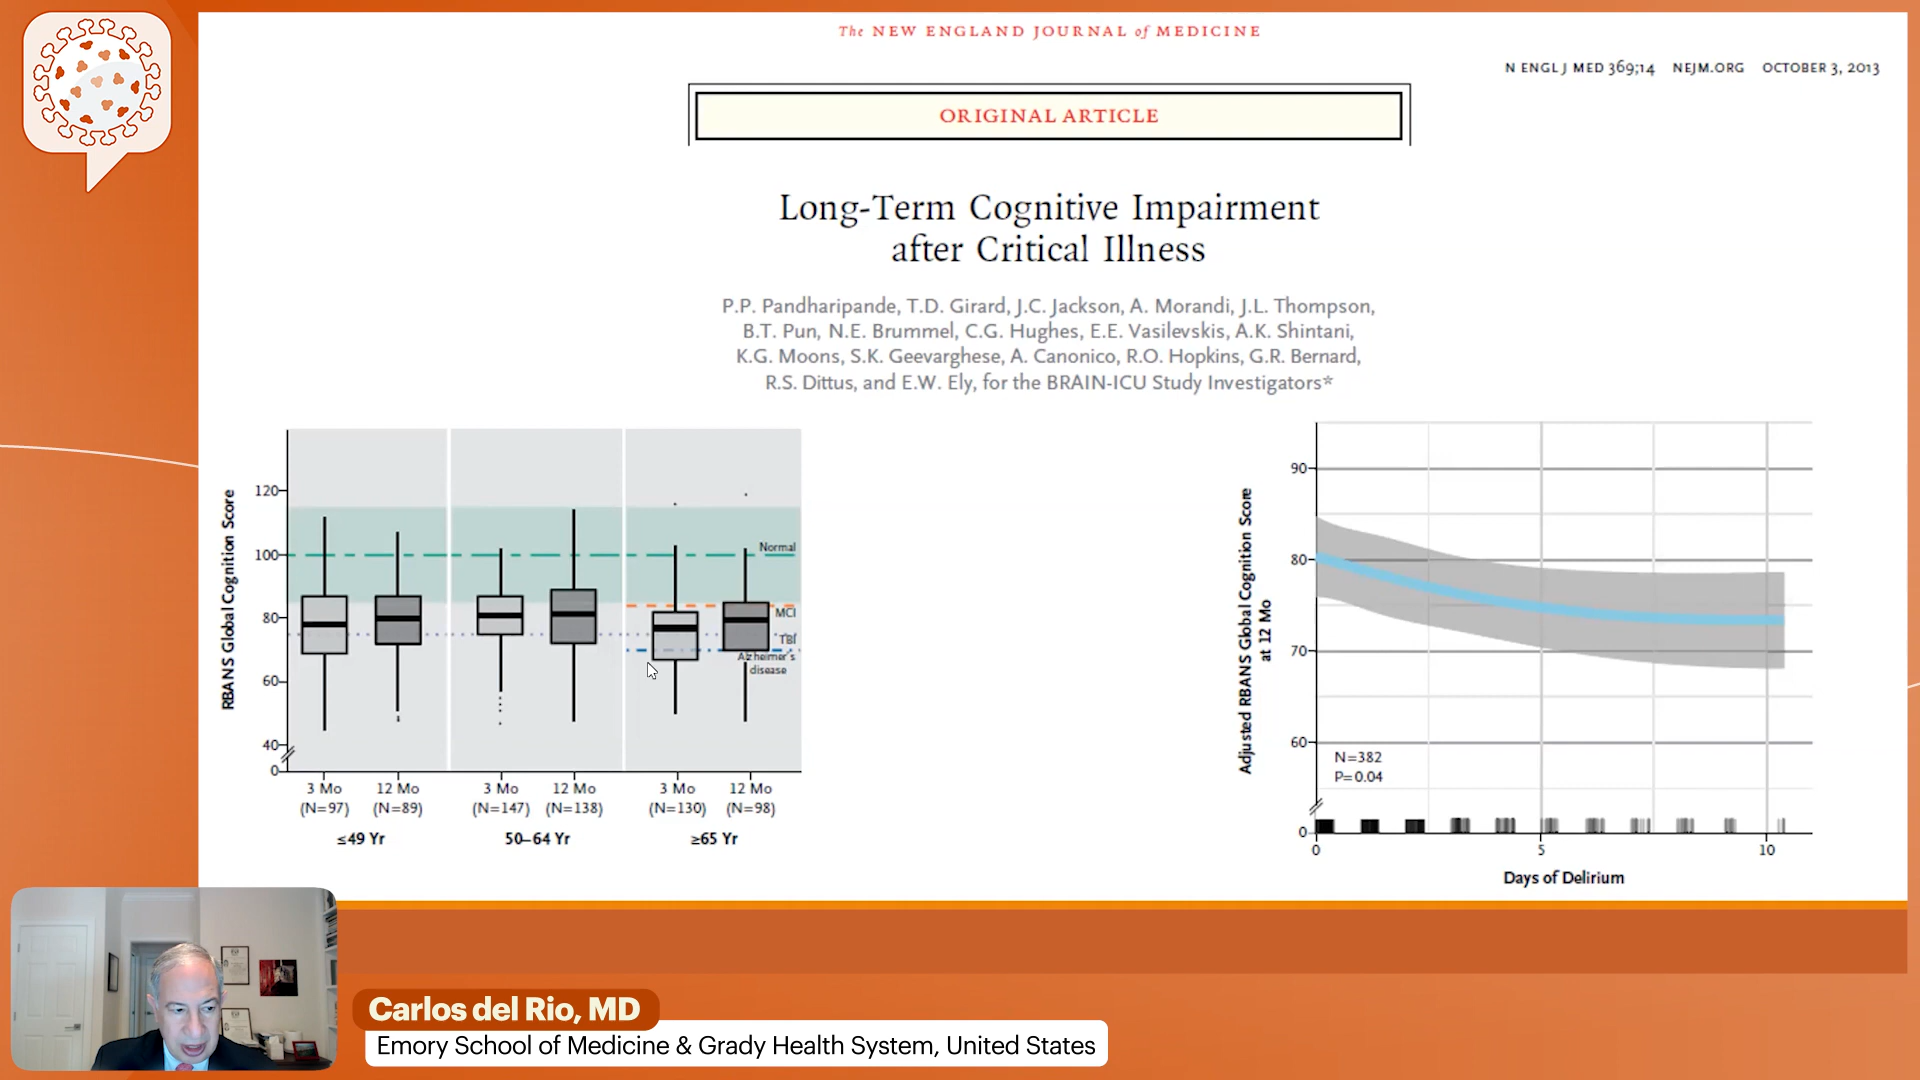 The NEW ENGLAND JOURNAL of MEDICINE
N ENGL J MED 369;14 NEJM.ORG OCTOBER 3, 2013
ORIGINAL ARTICLE
Long-Term Cognitive Impairment
after Critical Illness
P.P. Pandharipande, T.D. Girard, J.C. Jackson, A. Morandi, J.L. Thompson,
B.T. Pun, N.E. Brummel, C.G. Hughes, E.E. Vasilevskis, A.K. Shintani,
K.G. Moons, S.K. Geevarghese, A. Canonico, R.O. Hopkins, G.R. Bernard,
R.S. Dittus, and E.W. Ely, for the BRAIN-ICU Study Investigators*
RBANS Global Cognition Score
120
100
80
60
40
0
Normal
MCI
TBI
Alzheimer's
disease
3 Mo 12 Mo 3 Mo 12 Mo 3 Mo 12 Mo
(N=97) (N=89) (N=147) (N=138) (N=130) (N=98)
≤49 Yr 50–64 Yr ≥65 Yr
Adjusted RBANS Global Cognition Score
at 12 Mo
90
80
70
60
0
N=382
P=0.04
0 5 10
Days of Delirium
Carlos del Rio, MD
Emory School of Medicine & Grady Health System, United States